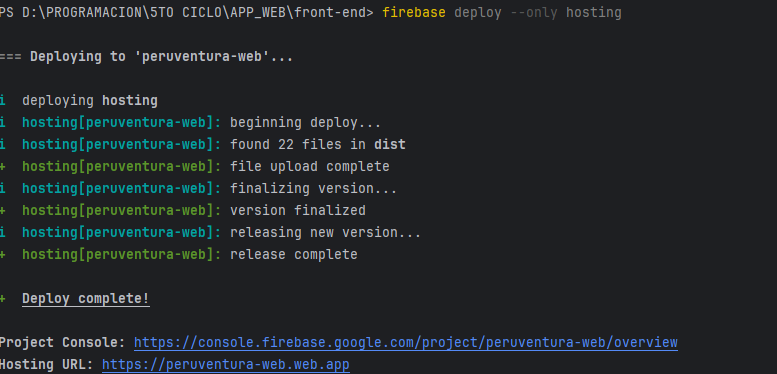 PS D:\PROGRAMACION\5TO CICLO\APP_WEB\front-end> firebase deploy --only hosting
=== Deploying to 'peruventura-web'...
i deploying hosting
i hosting[peruventura-web]: beginning deploy...
i hosting[peruventura-web]: found 22 files in dist
+ hosting[peruventura-web]: file upload complete
i hosting[peruventura-web]: finalizing version...
+ hosting[peruventura-web]: version finalized
i hosting[peruventura-web]: releasing new version...
+ hosting[peruventura-web]: release complete
+ Deploy complete!
Project Console: https://console.firebase.google.com/project/peruventura-web/overview
Hosting URL: https://peruventura-web.web.app